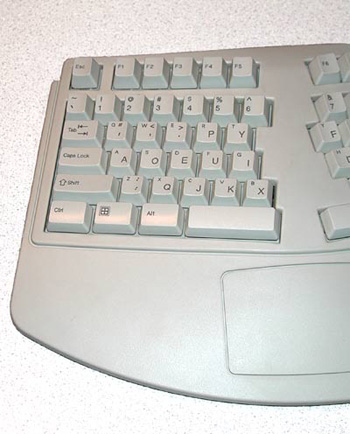 Esc F1 F2 F3 F4 F5 F6
! @ # $ % ^ &
1 2 3 4 5 6 7
Tab P Y F
Caps Lock A O E U I D
Shift Q J K X
Ctrl Alt